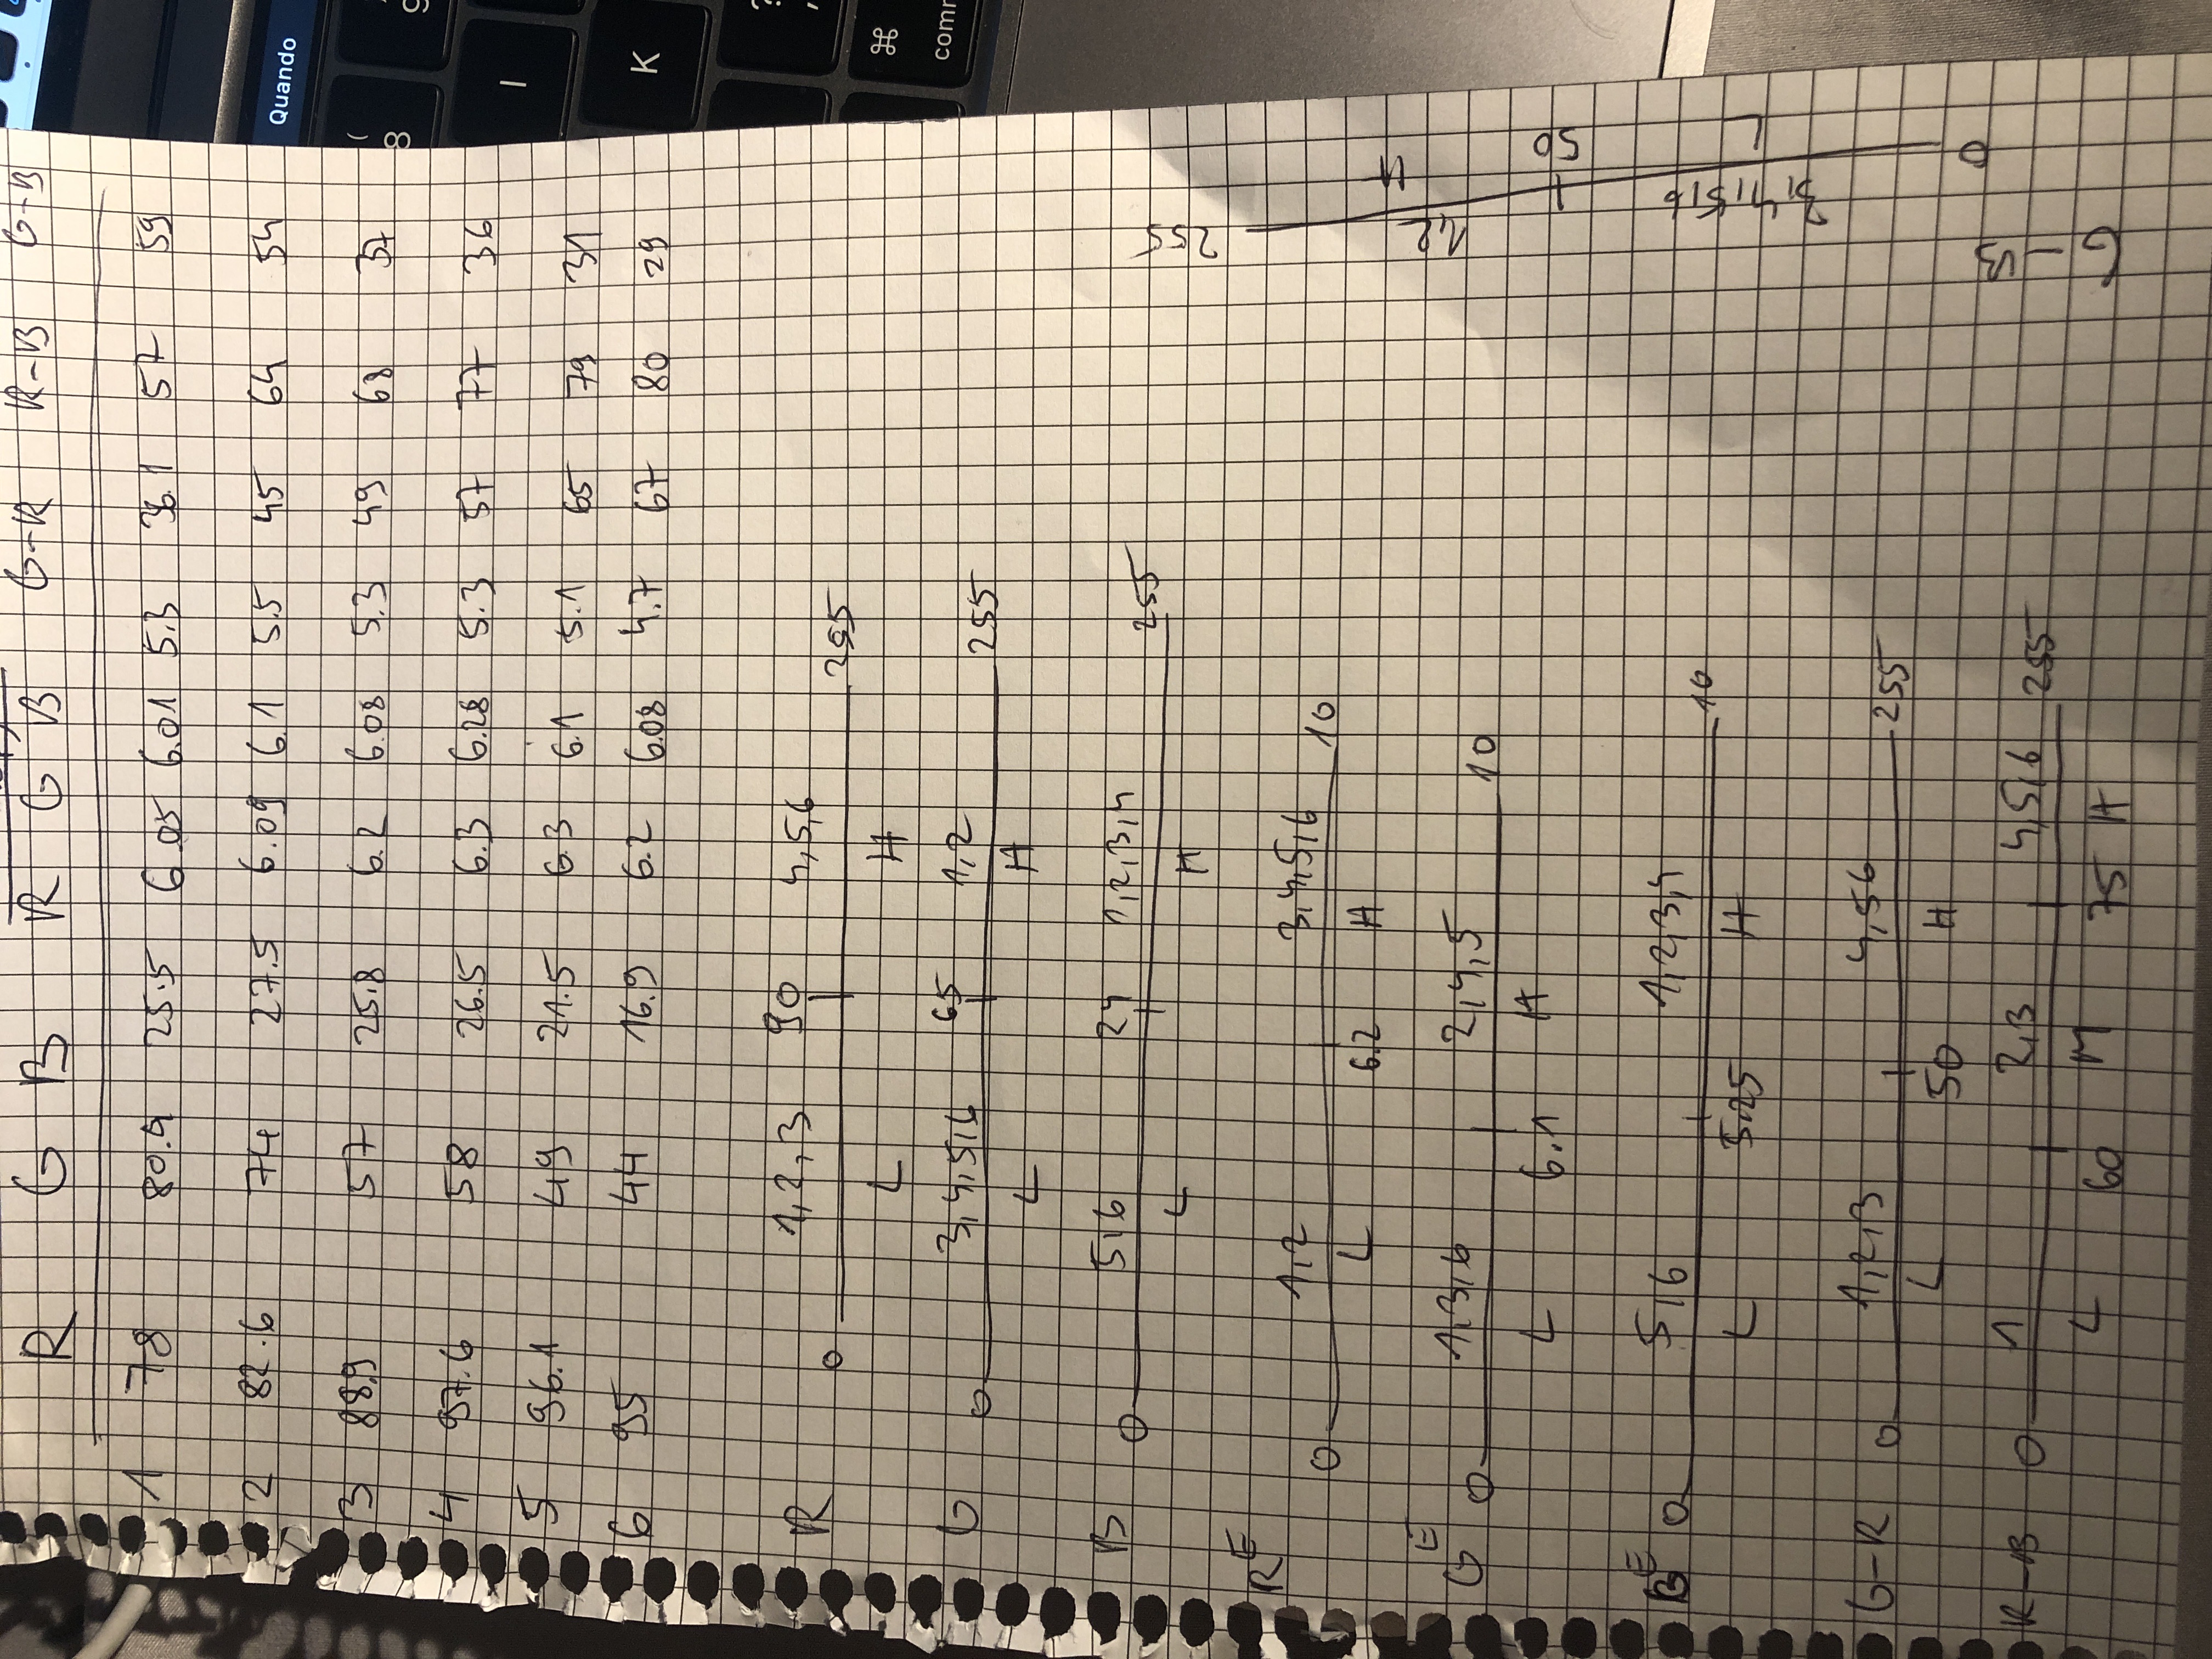 R G B R G B G-R R-B G-B
1 78 80.4 25.5 6.05 6.01 5.3 36.1 57 59
2 82.6 74 27.5 6.09 6.1 5.5 45 64 54
3 88.9 57 25.8 6.2 6.08 5.3 49 68 37
4 97.6 58 26.5 6.3 6.28 5.3 57 77 36
5 96.1 49 21.5 6.3 6.1 5.1 65 79 31
6 95 44 16.9 6.2 6.08 4.7 67 80 29
R 0 1,2,3 90 4,5,6 255
L H
G 0 3,4,5,6 65 1,2 255
L H
B 0 5,6 24 1,2,3,4 255
L H
R^E 0 1,2 3,4,5,6 10
L 6.2 H
G^E 0 1,3,6 2,4,5 10
L 6.1 H
B^E 0 5,6 1,2,3,4 10
L 5.25 H
G-R 0 1,2,3 4,56 255
L 50 H
R-B 0 1 2,3 4,5,6 255
L 60 M 75 H
G-B 0 3,4,5,6 1,2 255
L 50 H
Quando
(
8
9
I
K
?
,
⌘
comm